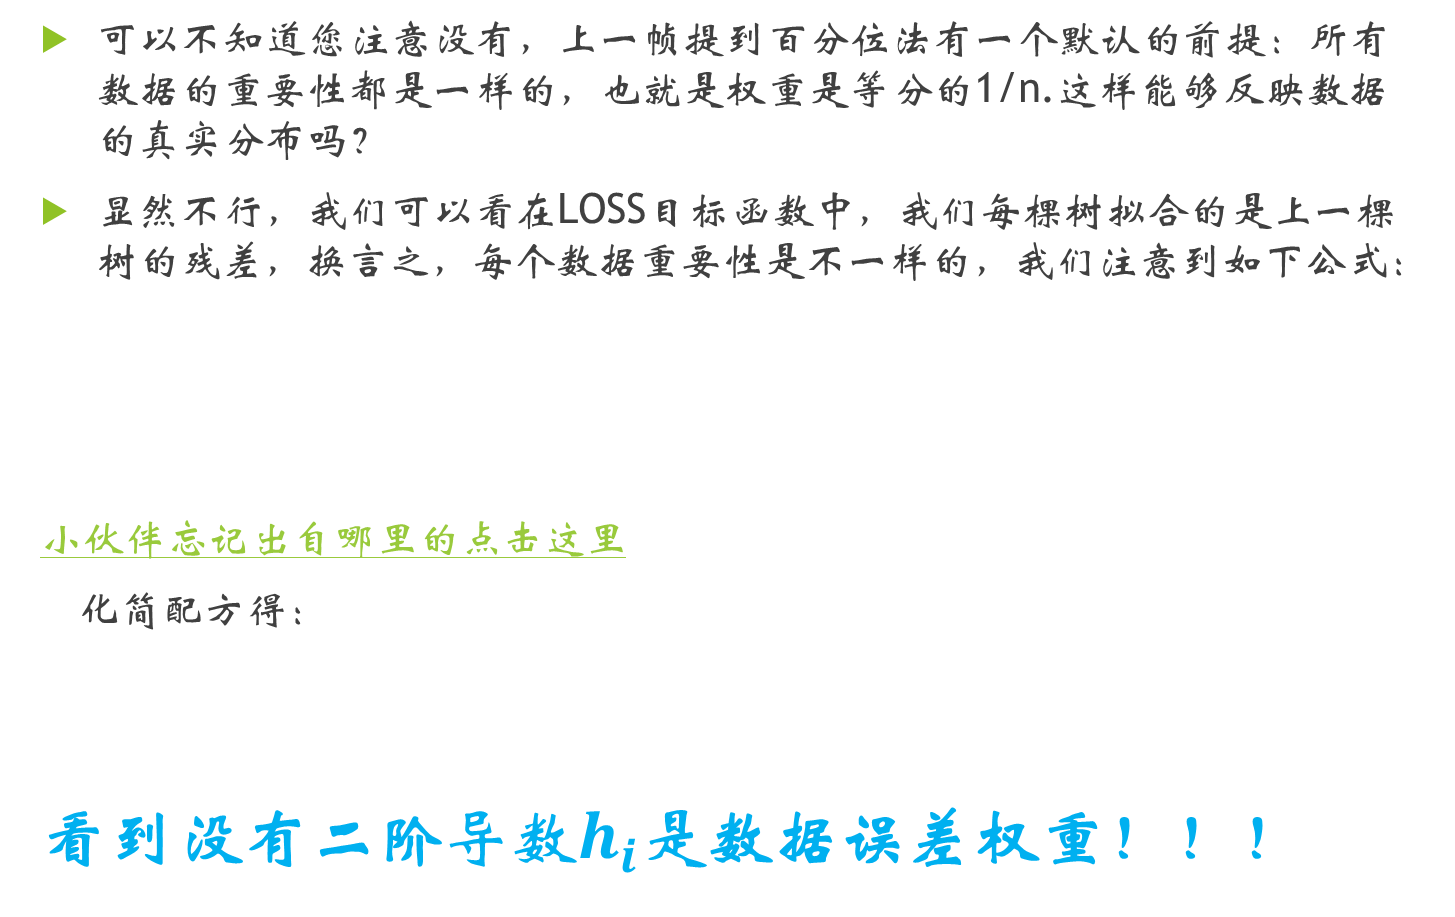 可以不知道您注意没有，上一帧提到百分位法有一个默认的前提：所有
数据的重要性都是一样的，也就是权重是等分的1/n.这样能够反映数据
的真实分布吗？
显然不行，我们可以看在LOSS目标函数中，我们每棵树拟合的是上一棵
树的残差，换言之，每个数据重要性是不一样的，我们注意到如下公式：
小伙伴忘记出自哪里的点击这里
化简配方得：
看到没有二阶导数hᵢ是数据误差权重！！！